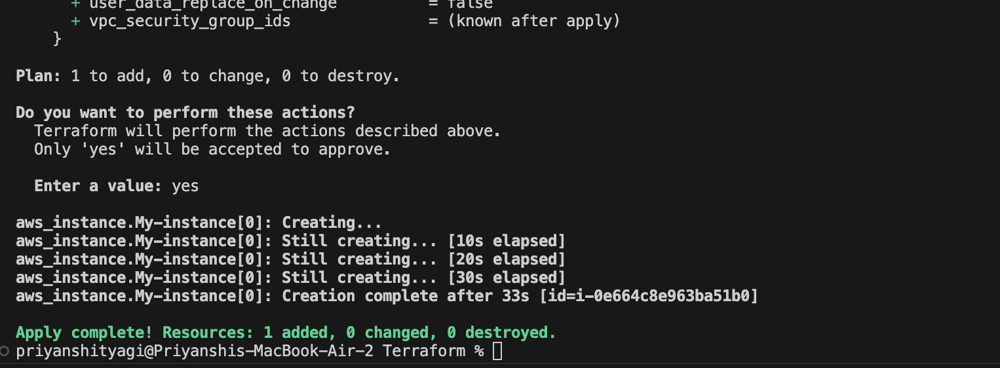 + user_data_replace_on_change = false
+ vpc_security_group_ids = (known after apply)
}
Plan: 1 to add, 0 to change, 0 to destroy.
Do you want to perform these actions?
Terraform will perform the actions described above.
Only 'yes' will be accepted to approve.
Enter a value: yes
aws_instance.My-instance[0]: Creating...
aws_instance.My-instance[0]: Still creating... [10s elapsed]
aws_instance.My-instance[0]: Still creating... [20s elapsed]
aws_instance.My-instance[0]: Still creating... [30s elapsed]
aws_instance.My-instance[0]: Creation complete after 33s [id=i-0e664c8e963ba51b0]
Apply complete! Resources: 1 added, 0 changed, 0 destroyed.
priyanshityagi@Priyanshis-MacBook-Air-2 Terraform %